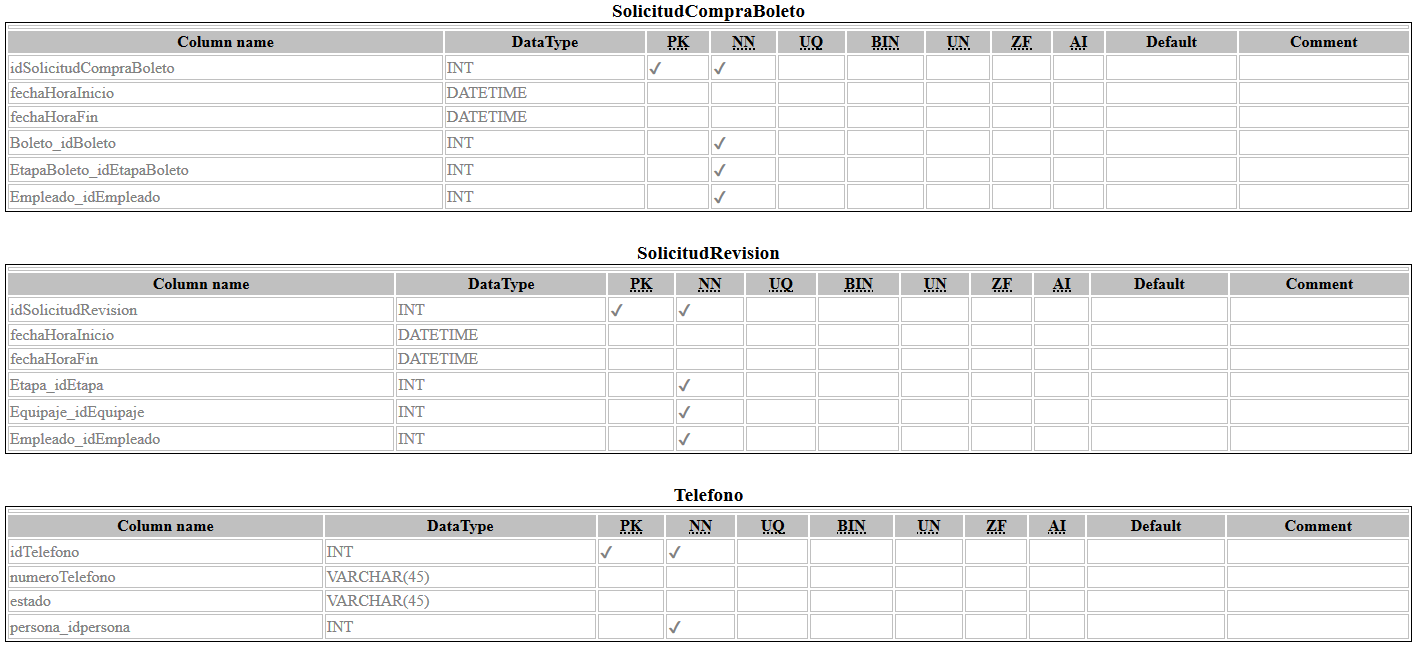 SolicitudCompraBoleto
Column name DataType PK NN UQ BIN UN ZF AI Default Comment
idSolicitudCompraBoleto INT ✓ ✓
fechaHoraInicio DATETIME
fechaHoraFin DATETIME
Boleto_idBoleto INT ✓
EtapaBoleto_idEtapaBoleto INT ✓
Empleado_idEmpleado INT ✓
SolicitudRevision
Column name DataType PK NN UQ BIN UN ZF AI Default Comment
idSolicitudRevision INT ✓ ✓
fechaHoraInicio DATETIME
fechaHoraFin DATETIME
Etapa_idEtapa INT ✓
Equipaje_idEquipaje INT ✓
Empleado_idEmpleado INT ✓
Telefono
Column name DataType PK NN UQ BIN UN ZF AI Default Comment
idTelefono INT ✓ ✓
numeroTelefono VARCHAR(45)
estado VARCHAR(45)
persona_idpersona INT ✓